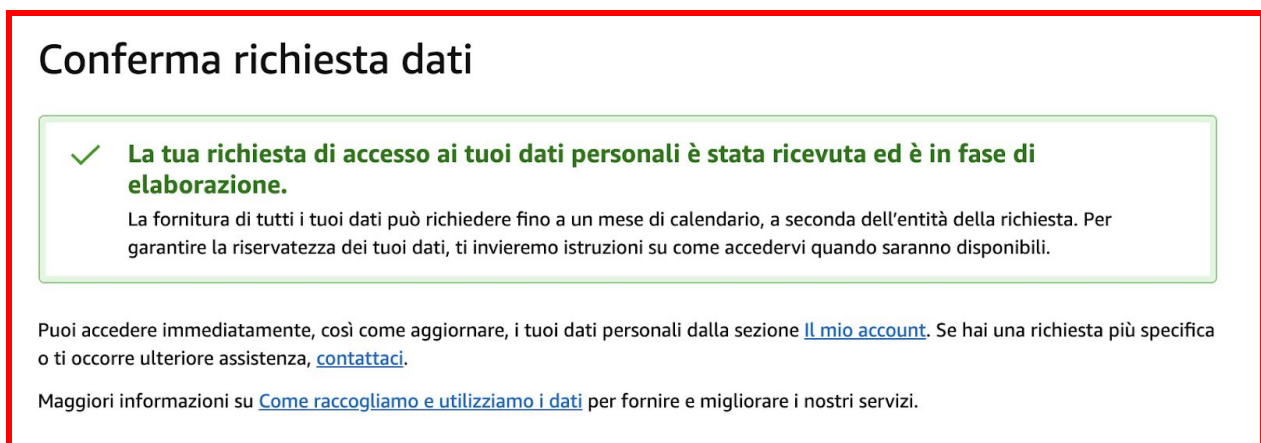 Conferma richiesta dati
La tua richiesta di accesso ai tuoi dati personali è stata ricevuta ed è in fase di
elaborazione.
La fornitura di tutti i tuoi dati può richiedere fino a un mese di calendario, a seconda dell’entità della richiesta. Per
garantire la riservatezza dei tuoi dati, ti invieremo istruzioni su come accedervi quando saranno disponibili.
Puoi accedere immediatamente, così come aggiornare, i tuoi dati personali dalla sezione Il mio account. Se hai una richiesta più specifica
o ti occorre ulteriore assistenza, contattaci.
Maggiori informazioni su Come raccogliamo e utilizziamo i dati per fornire e migliorare i nostri servizi.